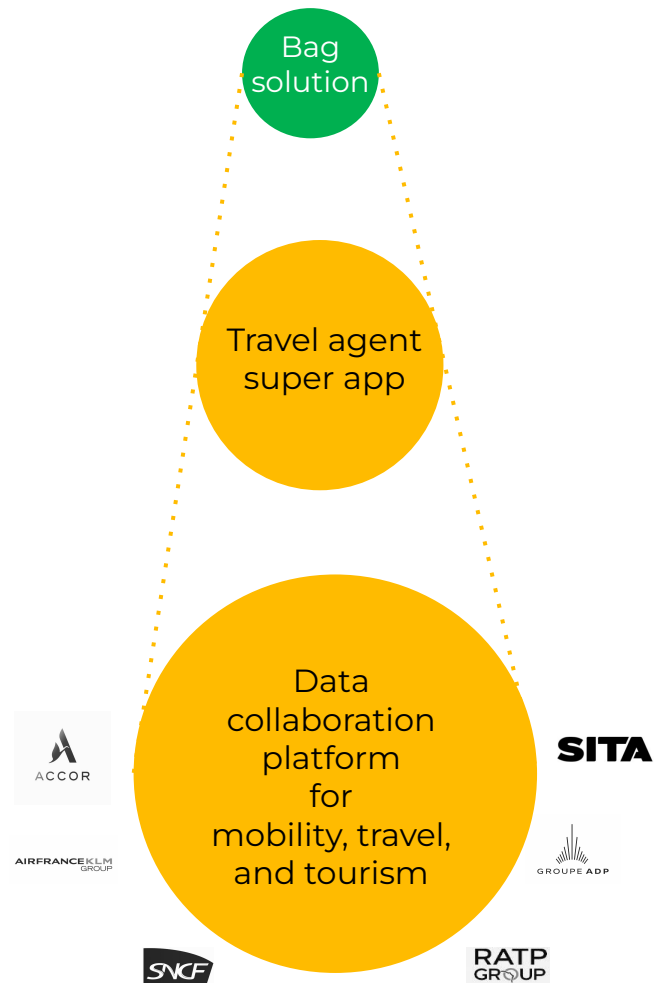 Bag
solution
Travel agent
super app
Data
collaboration
platform
for
mobility, travel,
and tourism
ACCOR
SITA
AIRFRANCEKLM
GROUP
GROUPE ADP
SNCF
RATP
GROUP